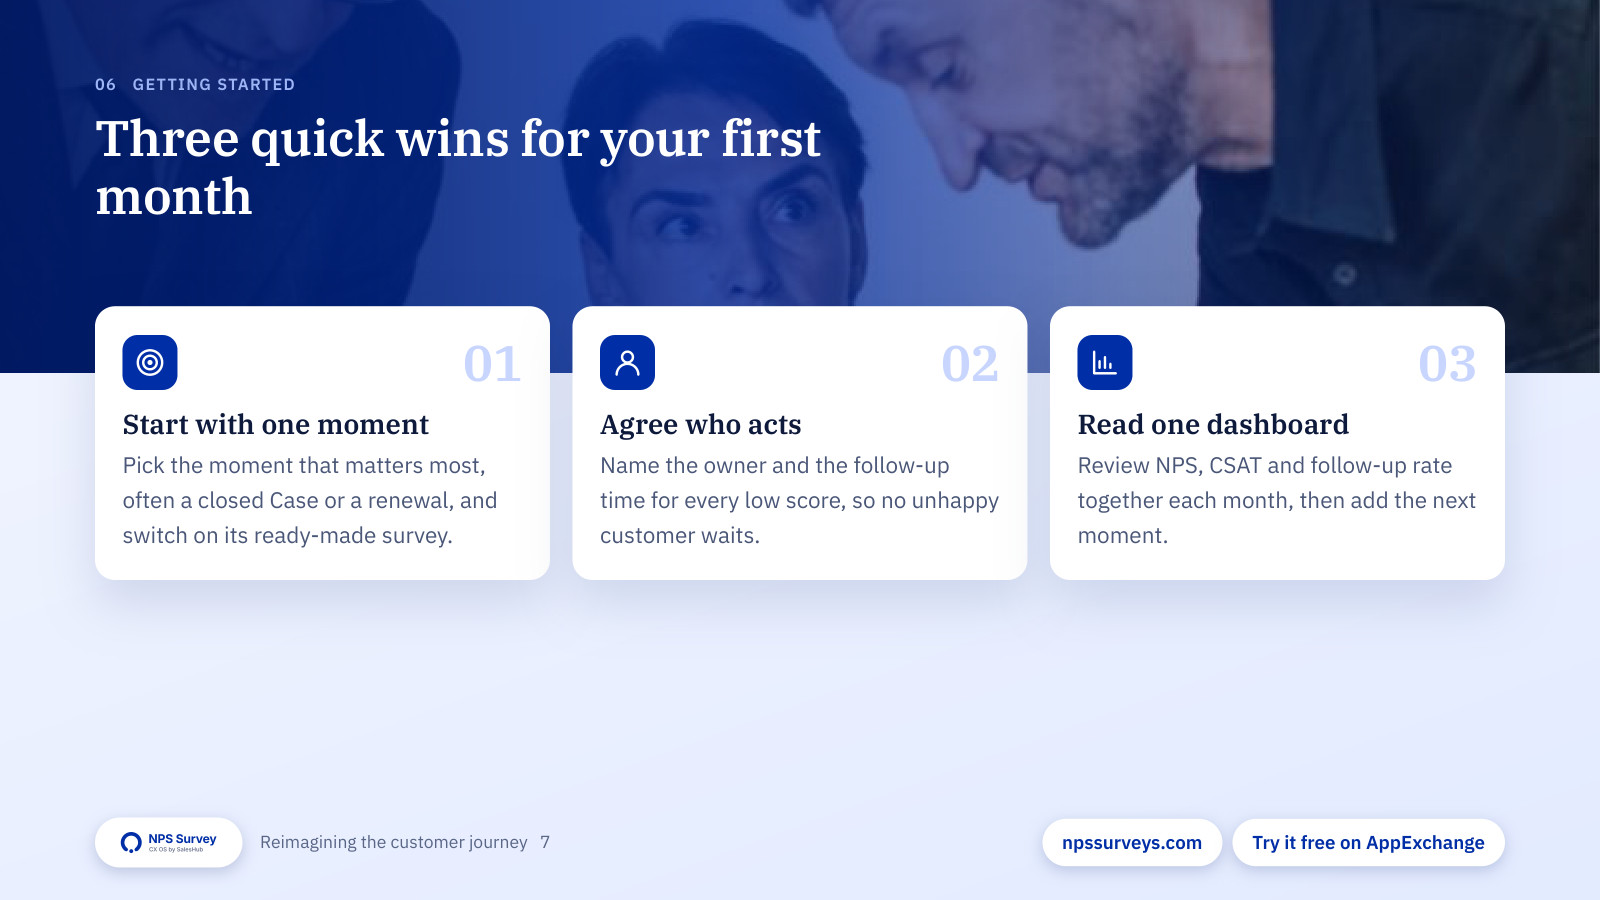 06 GETTING STARTED
Three quick wins for your first
month
01
Start with one moment
Pick the moment that matters most,
often a closed Case or a renewal, and
switch on its ready-made survey.
02
Agree who acts
Name the owner and the follow-up
time for every low score, so no unhappy
customer waits.
03
Read one dashboard
Review NPS, CSAT and follow-up rate
together each month, then add the next
moment.
NPS Survey
CX OS by SalesHub
Reimagining the customer journey 7
npssurveys.com
Try it free on AppExchange